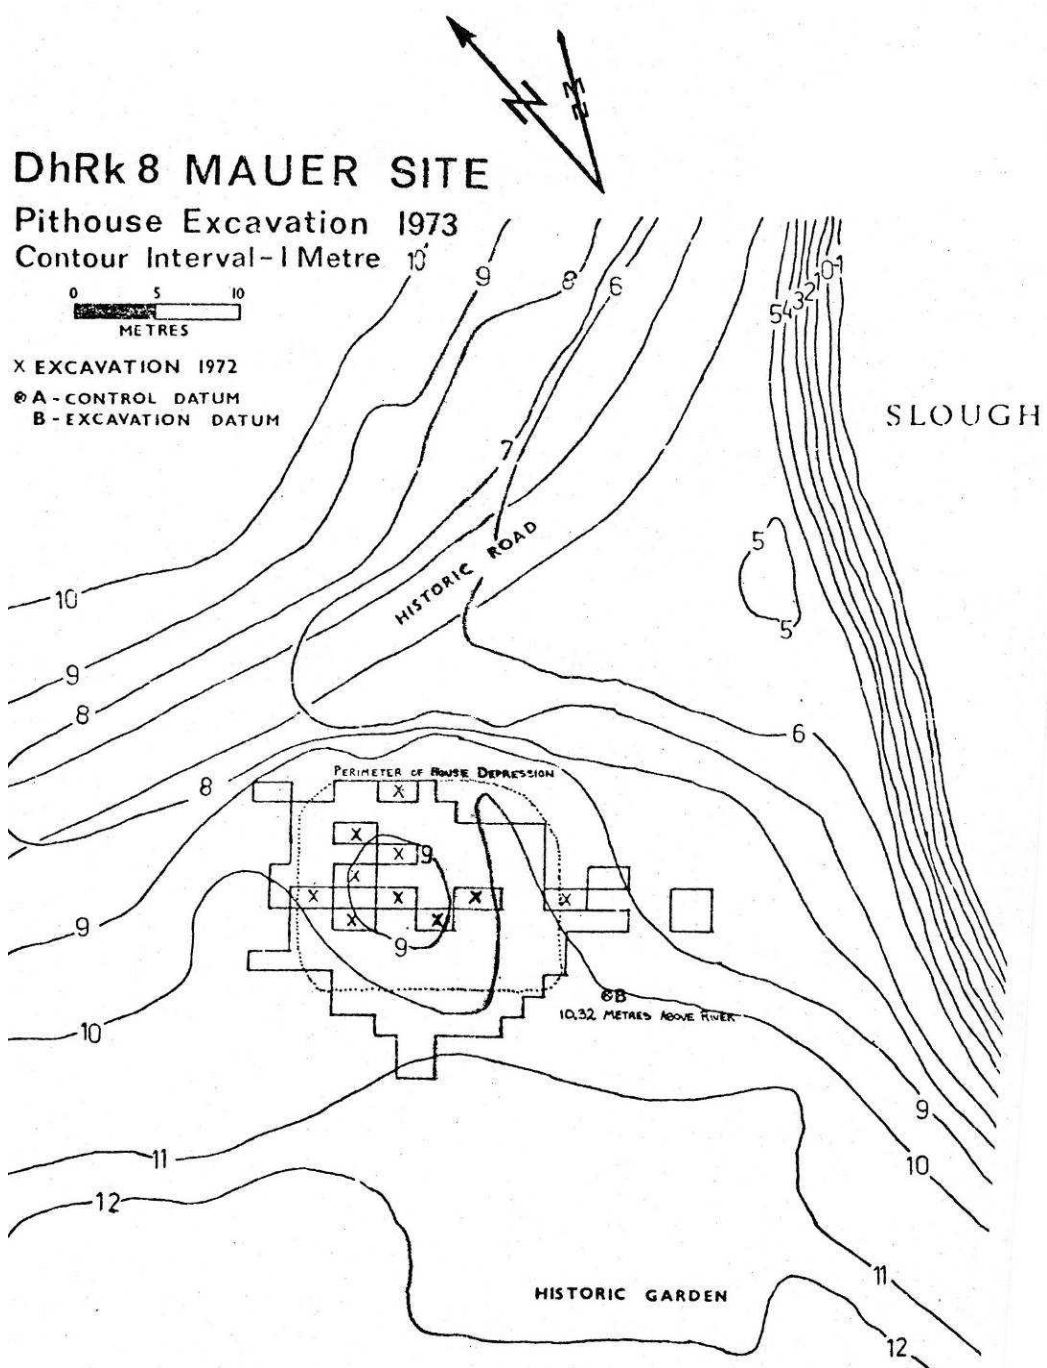 N
MN
DhRk 8 MAUER SITE
Pithouse Excavation 1973
Contour Interval-1 Metre
0 5 10
METRES
X EXCAVATION 1972
⊗ A - CONTROL DATUM
B - EXCAVATION DATUM
10
9
8
6
5 4 3 2 1 0 -1
SLOUGH
7
5
HISTORIC ROAD
10
5
9
8
6
PERIMETER OF HOUSE DEPRESSION
8
X
X
9
X
X
X
X
X
X
9
X
X
9
⊗B
10.32 METRES ABOVE RIVER
10
9
11
10
12
11
HISTORIC GARDEN
12